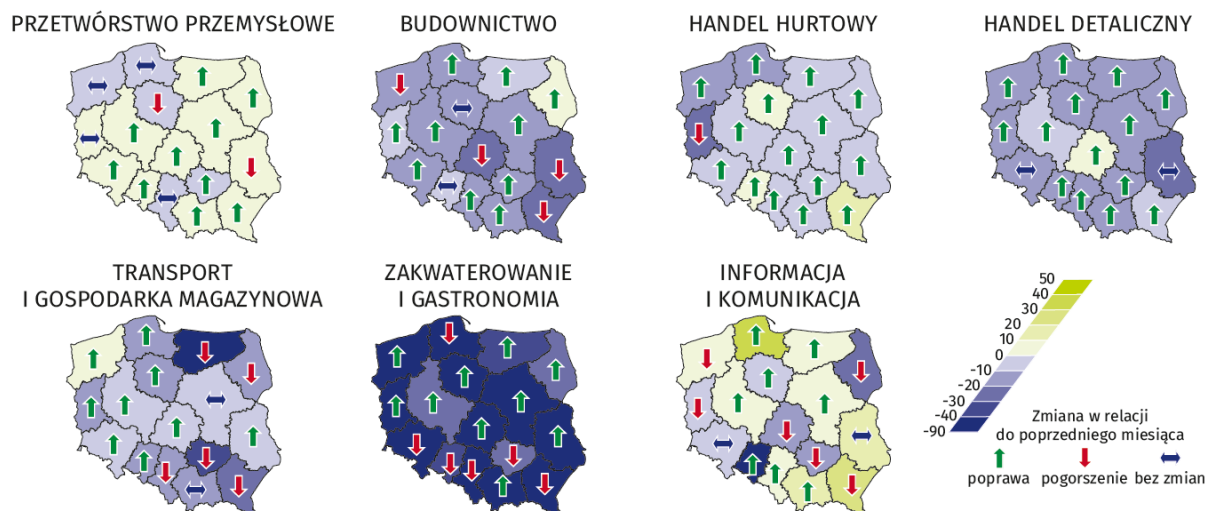 PRZETWÓRSTWO PRZEMYSŁOWE
BUDOWNICTWO
HANDEL HURTOWY
HANDEL DETALICZNY
TRANSPORT
I GOSPODARKA MAGAZYNOWA
ZAKWATEROWANIE
I GASTRONOMIA
INFORMACJA
I KOMUNIKACJA
50
40
30
20
10
0
-10
-20
-30
-40
-90
Zmiana w relacji
do poprzedniego miesiąca
poprawa pogorszenie bez zmian